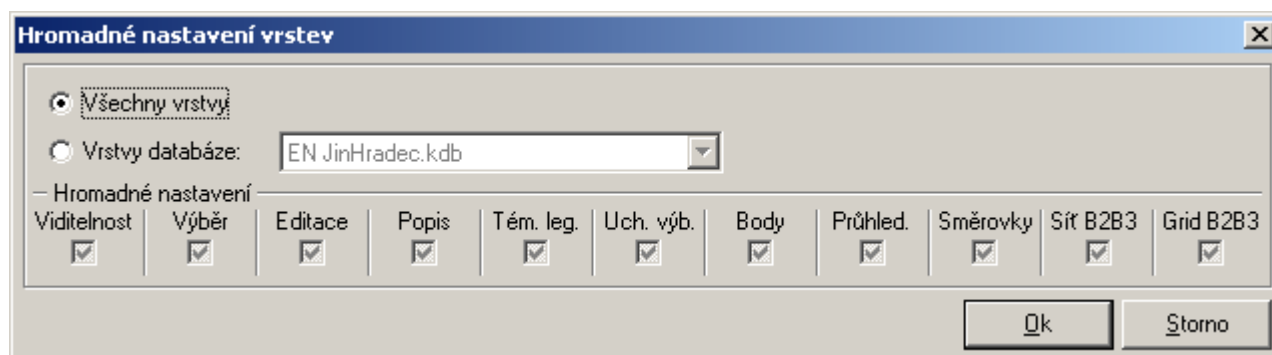 Hromadné nastavení vrstev
Všechny vrstvy
Vrstvy databáze: EN JinHradec.kdb
Hromadné nastavení
Viditelnost Výběr Editace Popis Tém. leg. Uch. výb. Body Průhled. Směrovky Síť B2B3 Grid B2B3
Ok Storno